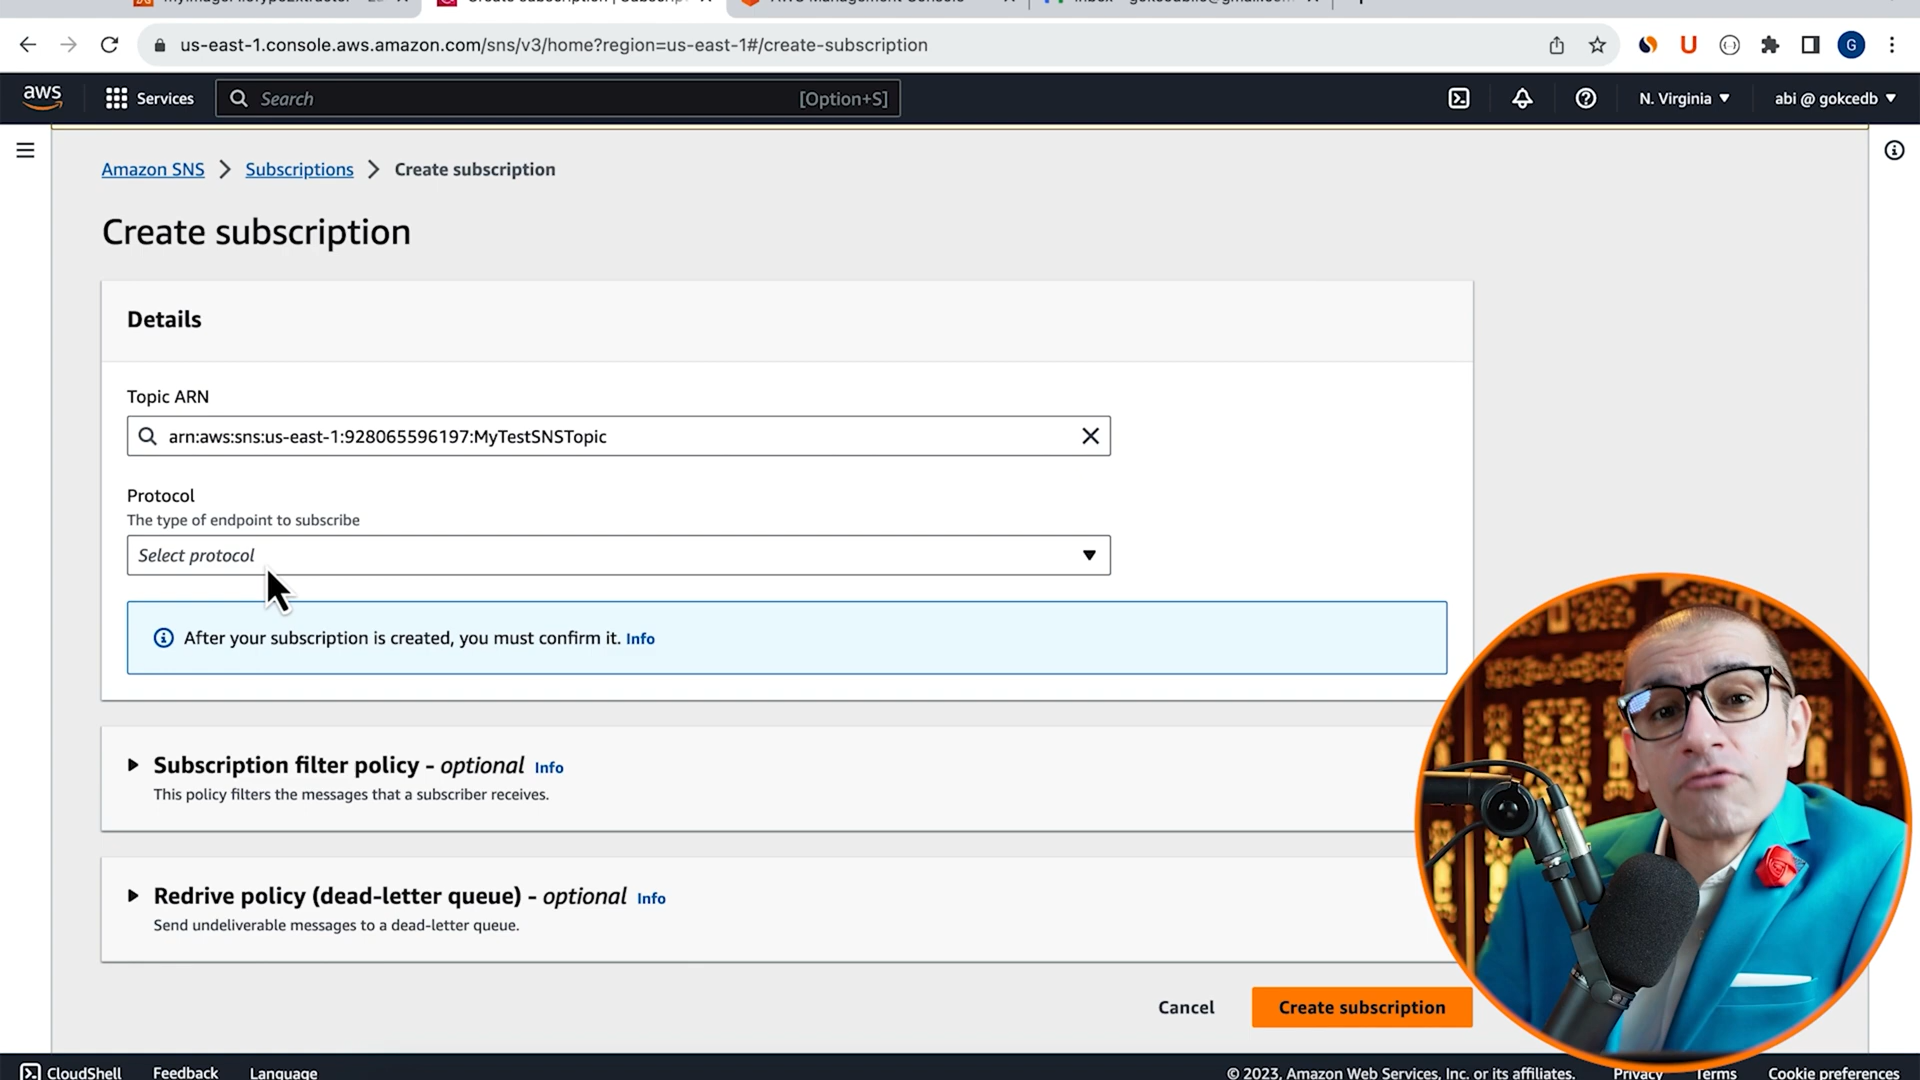 us-east-1.console.aws.amazon.com/sns/v3/home?region=us-east-1#/create-subscription
G
aws
Services
Search
[Option+S]
N. Virginia
abi @ gokcedb
Amazon SNS
Subscriptions
Create subscription
Create subscription
Details
Topic ARN
arn:aws:sns:us-east-1:928065596197:MyTestSNSTopic
Protocol
The type of endpoint to subscribe
Select protocol
After your subscription is created, you must confirm it. Info
Subscription filter policy - optional Info
This policy filters the messages that a subscriber receives.
Redrive policy (dead-letter queue) - optional Info
Send undeliverable messages to a dead-letter queue.
Cancel
Create subscription
CloudShell
Feedback
Language
© 2023, Amazon Web Services, Inc. or its affiliates.
Privacy
Terms
Cookie preferences